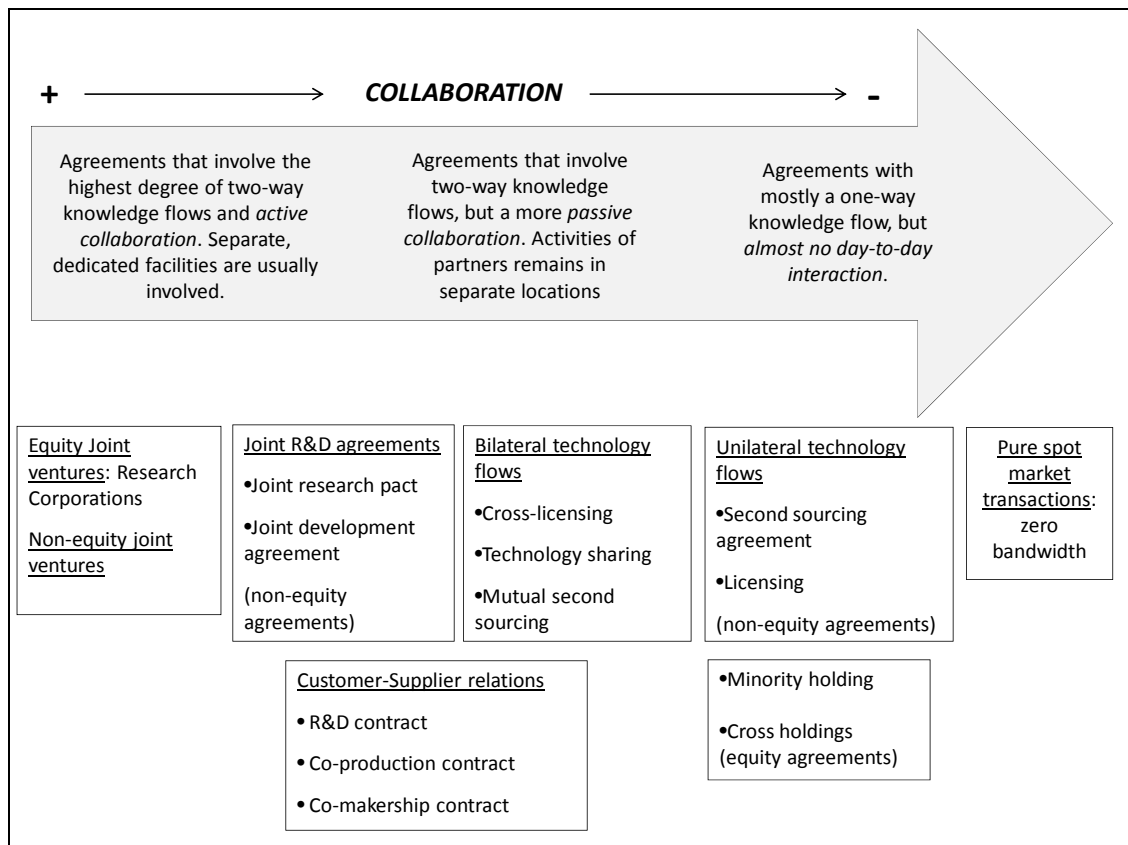 + COLLABORATION -
Agreements that involve the
highest degree of two-way
knowledge flows and active
collaboration. Separate,
dedicated facilities are usually
involved.
Agreements that involve
two-way knowledge
flows, but a more passive
collaboration. Activities of
partners remains in
separate locations
Agreements with
mostly a one-way
knowledge flow, but
almost no day-to-day
interaction.
Equity Joint
ventures: Research
Corporations
Non-equity joint
ventures
Joint R&D agreements
•Joint research pact
•Joint development
agreement
(non-equity
agreements)
Bilateral technology
flows
•Cross-licensing
•Technology sharing
•Mutual second
sourcing
Unilateral technology
flows
•Second sourcing
agreement
•Licensing
(non-equity agreements)
Pure spot
market
transactions:
zero
bandwidth
Customer-Supplier relations
• R&D contract
• Co-production contract
• Co-makership contract
•Minority holding
•Cross holdings
(equity agreements)